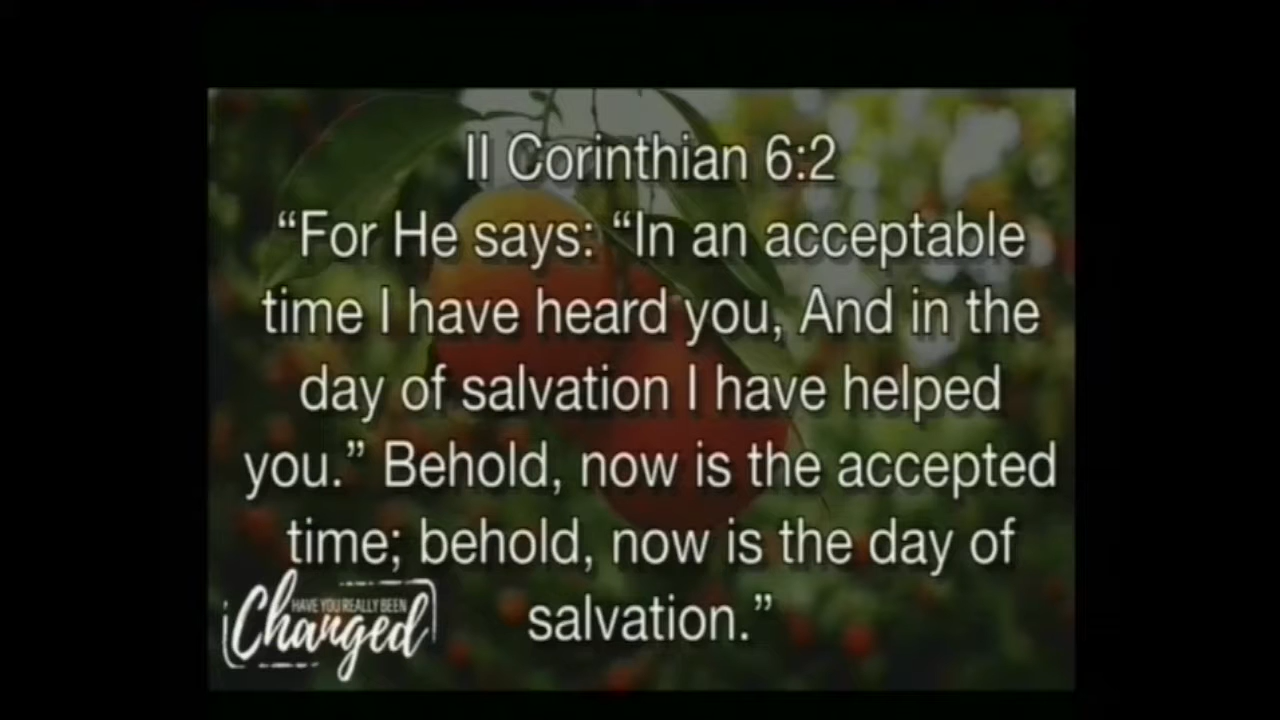 II Corinthian 6:2
“For He says: “In an acceptable
time I have heard you, And in the
day of salvation I have helped
you.” Behold, now is the accepted
time; behold, now is the day of
salvation.”
HAVE YOU REALLY BEEN
Changed